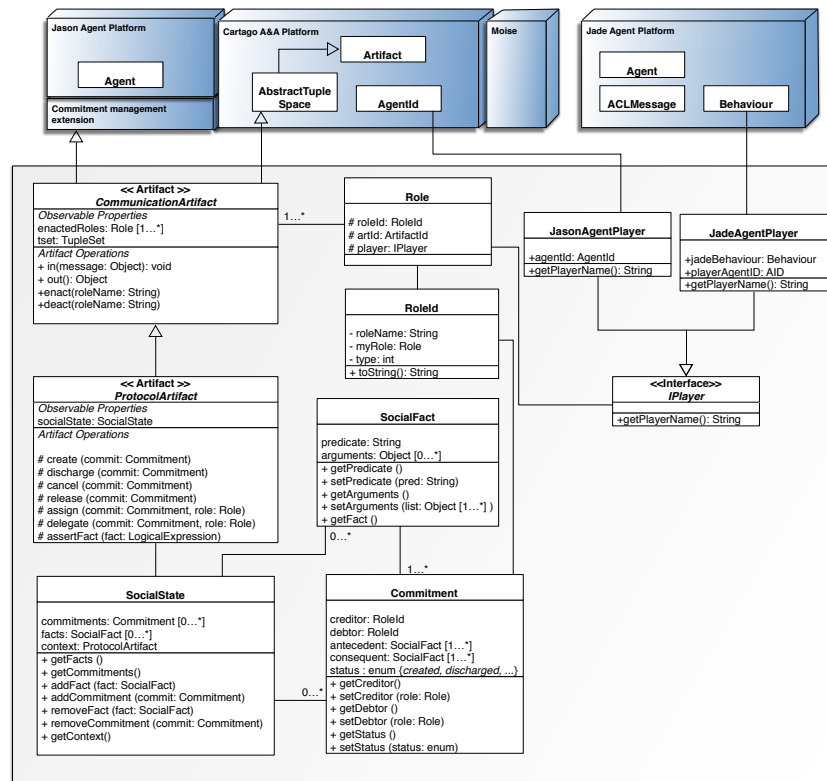 Jason Agent Platform
Agent
Commitment management
extension
Cartago A&A Platform
Artifact
AbstractTuple
Space
AgentId
Moise
Jade Agent Platform
Agent
ACLMessage
Behaviour
<< Artifact >>
CommunicationArtifact
Observable Properties
enactedRoles: Role [1...*]
tset: TupleSet
Artifact Operations
+ in(message: Object): void
+ out(): Object
+enact(roleName: String)
+deact(roleName: String)
1...*
Role
# roleId: RoleId
# artId: ArtifactId
# player: IPlayer
JasonAgentPlayer
+agentId: AgentId
+getPlayerName(): String
JadeAgentPlayer
+jadeBehaviour: Behaviour
+playerAgentID: AID
+getPlayerName(): String
RoleId
- roleName: String
- myRole: Role
- type: int
+ toString(): String
<<Interface>>
IPlayer
+getPlayerName(): String
<< Artifact >>
ProtocolArtifact
Observable Properties
socialState: SocialState
Artifact Operations
# create (commit: Commitment)
# discharge (commit: Commitment)
# cancel (commit: Commitment)
# release (commit: Commitment)
# assign (commit: Commitment, role: Role)
# delegate (commit: Commitment, role: Role)
# assertFact (fact: LogicalExpression)
SocialFact
predicate: String
arguments: Object [0...*]
+ getPredicate ()
+ setPredicate (pred: String)
+ getArguments ()
+ setArguments (list: Object [1...*] )
+ getFact ()
0...*
1...*
SocialState
commitments: Commitment [0...*]
facts: SocialFact [0...*]
context: ProtocolArtifact
+ getFacts ()
+ getCommitments()
+ addFact (fact: SocialFact)
+ addCommitment (commit: Commitment)
+ removeFact (fact: SocialFact)
+ removeCommitment (commit: Commitment)
+ getContext()
0...*
Commitment
creditor: RoleId
debtor: RoleId
antecedent: SocialFact [1...*]
consequent: SocialFact [1...*]
status : enum {created, discharged, ...}
+ getCreditor()
+ setCreditor (role: Role)
+ getDebtor ()
+ setDebtor (role: Role)
+ getStatus ()
+ setStatus (status: enum)